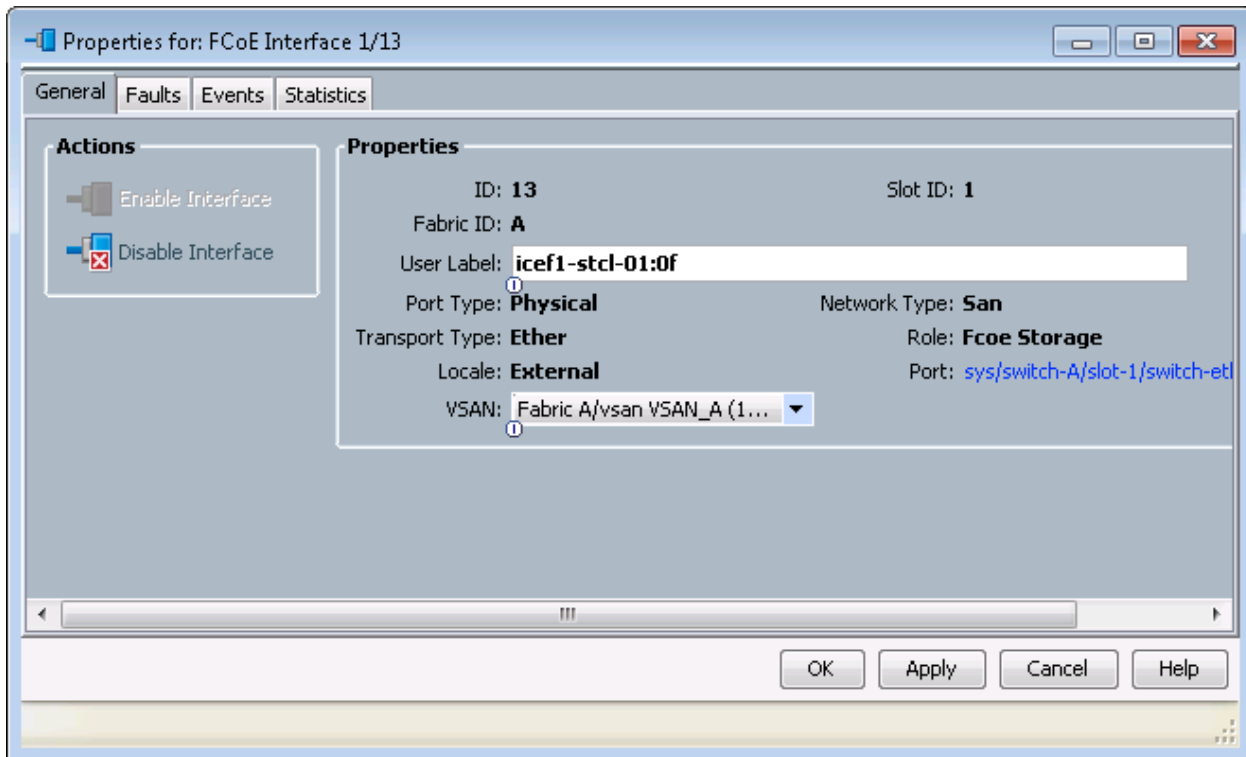 Properties for: FCoE Interface 1/13
General Faults Events Statistics
Actions
Enable Interface
Disable Interface
Properties
ID: 13 Slot ID: 1
Fabric ID: A
User Label: icef1-stcl-01:0f
Port Type: Physical Network Type: San
Transport Type: Ether Role: Fcoe Storage
Locale: External Port: sys/switch-A/slot-1/switch-etl
VSAN: Fabric A/vsan VSAN_A (1...
OK Apply Cancel Help